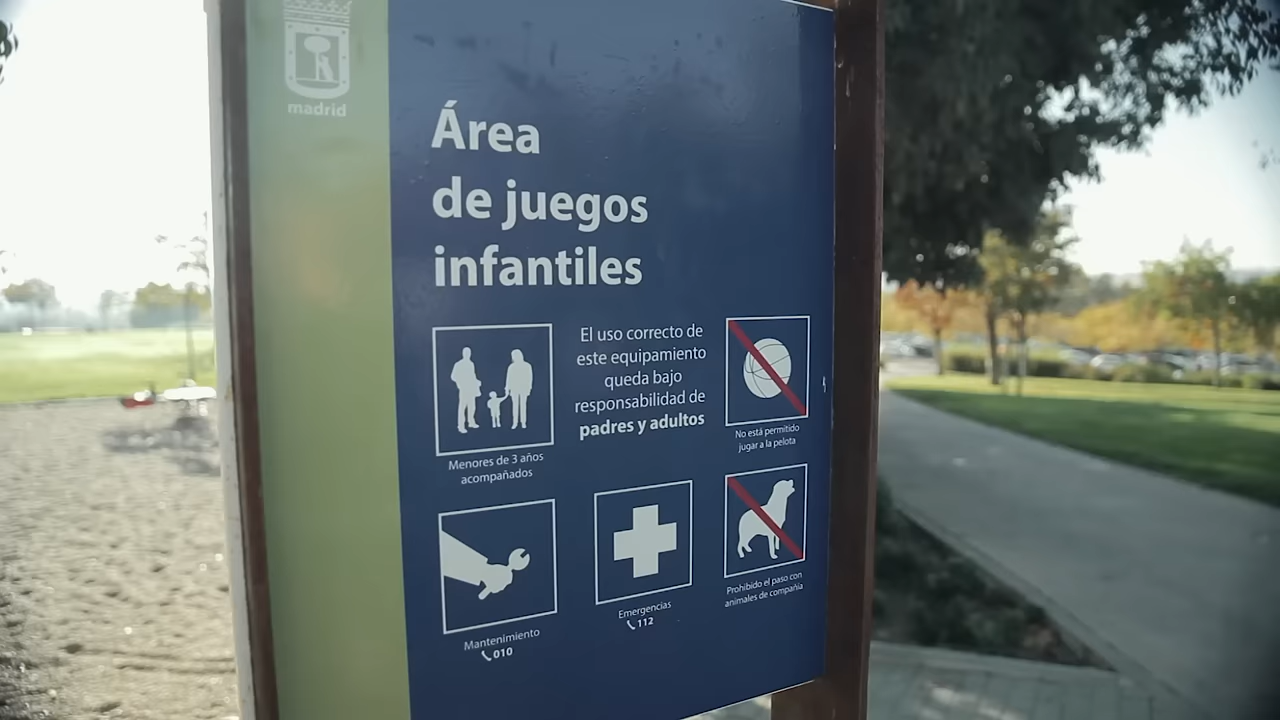 madrid
Área
de juegos
infantiles
El uso correcto de
este equipamiento
queda bajo
responsabilidad de
padres y adultos
No está permitido
jugar a la pelota
Menores de 3 años
acompañados
Prohibido el paso con
animales de compañía
Emergencias
112
Mantenimiento
010